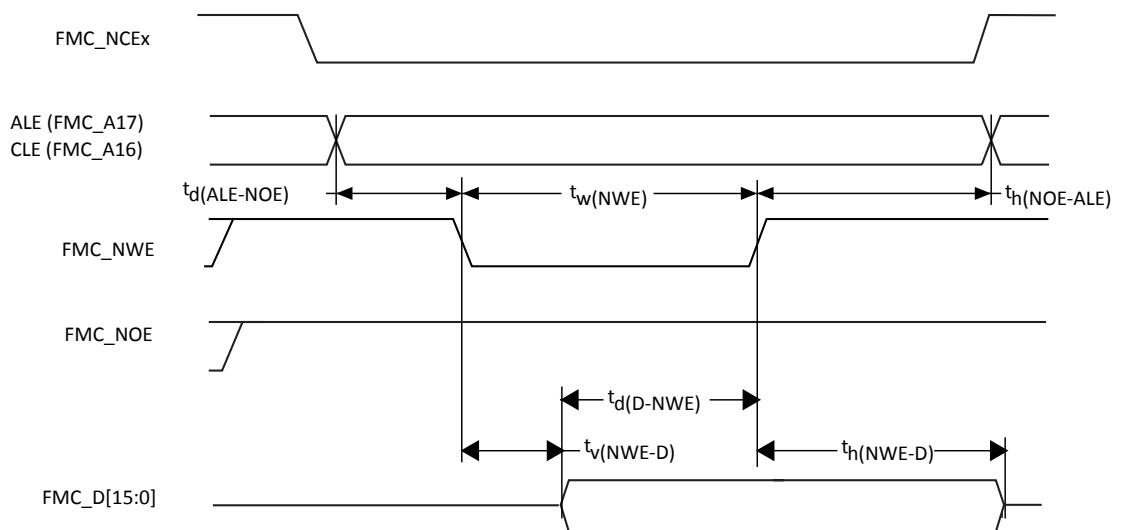 FMC_NCEx
ALE (FMC_A17)
CLE (FMC_A16)
td(ALE-NOE)
tw(NWE)
th(NOE-ALE)
FMC_NWE
FMC_NOE
td(D-NWE)
tv(NWE-D)
th(NWE-D)
FMC_D[15:0]